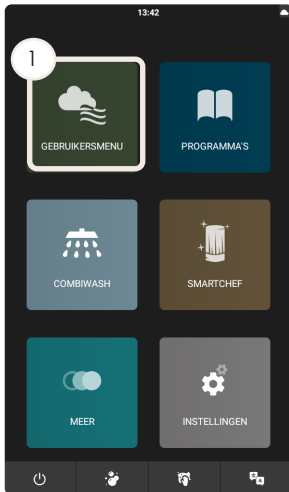 13:42
1
GEBRUIKERSMENU
PROGRAMMA'S
COMBIWASH
SMARTCHEF
MEER
INSTELLINGEN